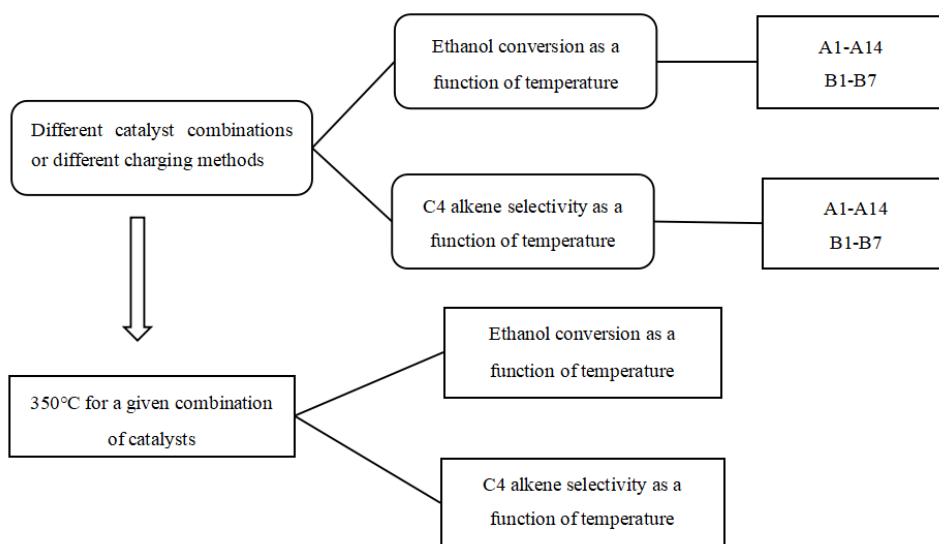 Ethanol conversion as a
function of temperature
A1-A14
B1-B7
Different catalyst combinations
or different charging methods
C4 alkene selectivity as a
function of temperature
A1-A14
B1-B7
Ethanol conversion as a
function of temperature
350°C for a given combination
of catalysts
C4 alkene selectivity as a
function of temperature